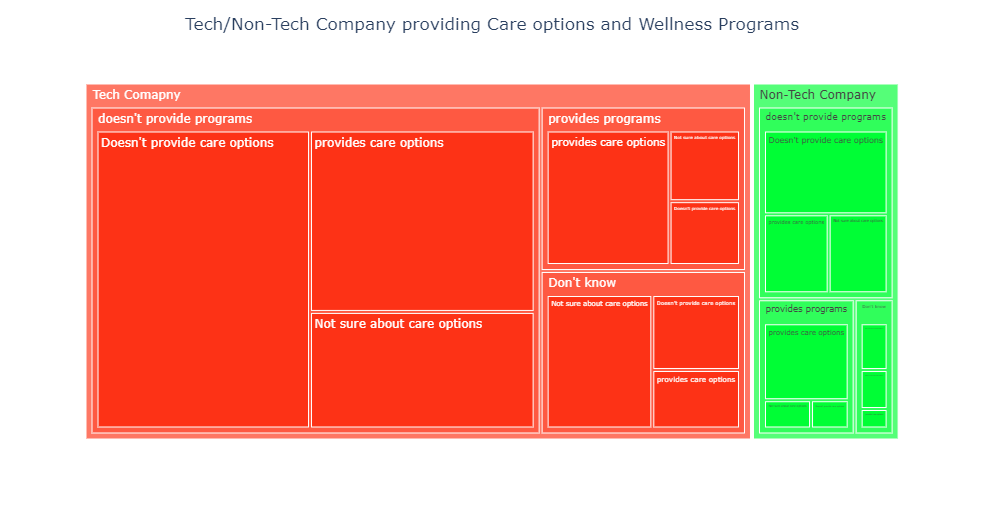 Tech/Non-Tech Company providing Care options and Wellness Programs
Tech Comapny
doesn't provide programs
Doesn't provide care options
provides care options
Not sure about care options
provides programs
provides care options
Not sure about care options
Doesn't provide care options
Don't know
Not sure about care options
Doesn't provide care options
provides care options
Non-Tech Company
doesn't provide programs
Doesn't provide care options
provides care options
Not sure about care options
provides programs
provides care options
Don't know